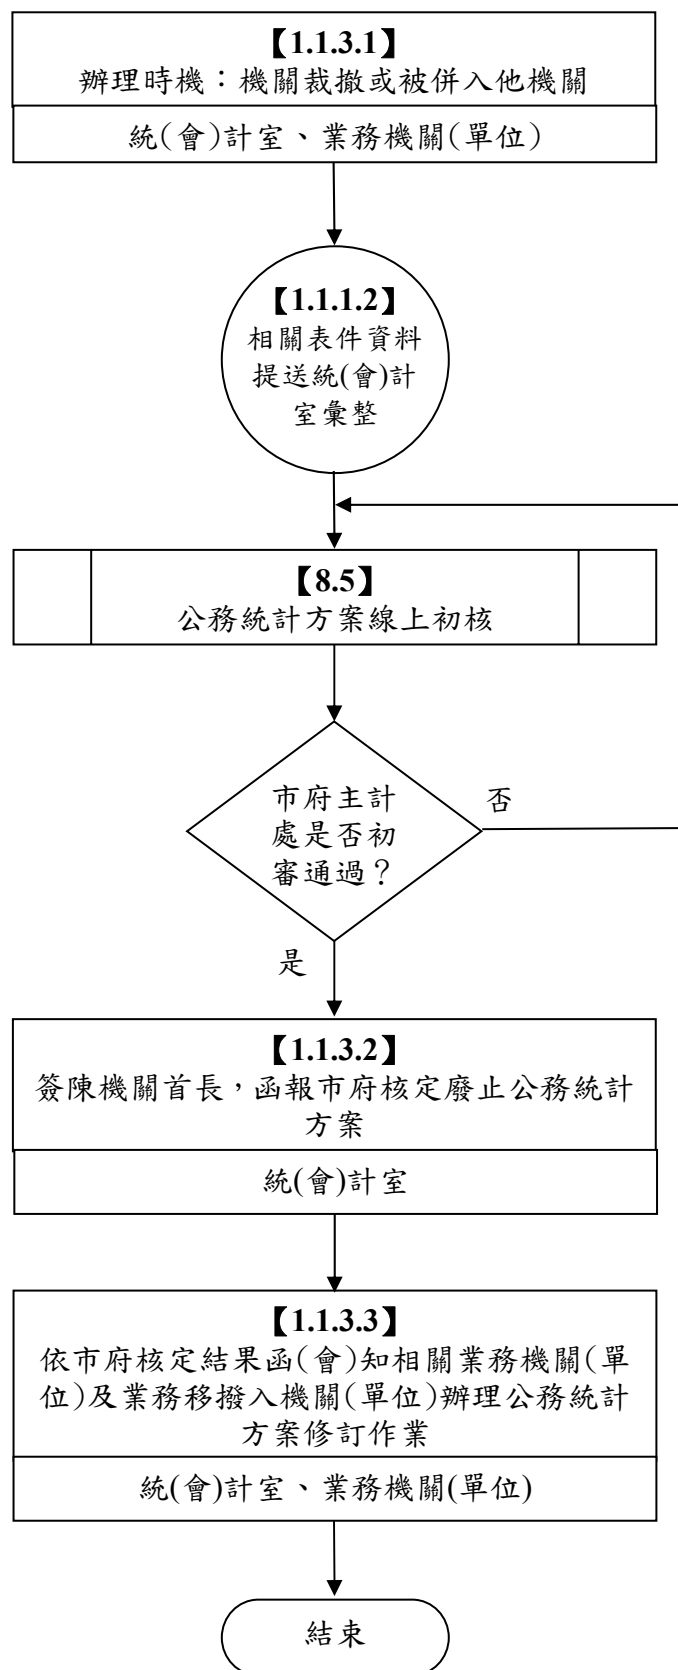 【1.1.3.1】
辦理時機：機關裁撤或被併入他機關
統(會)計室、業務機關(單位)
【1.1.1.2】
相關表件資料
提送統(會)計
室彙整
【8.5】
公務統計方案線上初核
市府主計
處是否初
審通過？
否
是
【1.1.3.2】
簽陳機關首長，函報市府核定廢止公務統計
方案
統(會)計室
【1.1.3.3】
依市府核定結果函(會)知相關業務機關(單
位)及業務移撥入機關(單位)辦理公務統計
方案修訂作業
統(會)計室、業務機關(單位)
結束